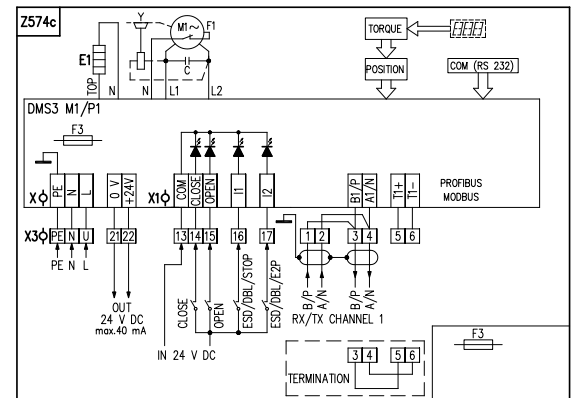 Z574c
Y
M1~
F1
TORQUE
E1
POSITION
COM (RS 232)
C
TOP
N
N
L1
L2
DMS3 M1/P1
F3
X
PE
N
L
0 V
+24V
X1
COM
CLOSE
OPEN
I1
I2
B1/P
A1/N
T1+
T1-
PROFIBUS
MODBUS
X3
PE
N
U
21
22
13
14
15
16
17
1
2
3
4
5
6
PE N L
OUT
24 V DC
max.40 mA
CLOSE
OPEN
ESD/DBL/STOP
ESD/DBL/E2P
B/P
A/N
B/P
A/N
RX/TX CHANNEL 1
IN 24 V DC
F3
3 4 5 6
TERMINATION